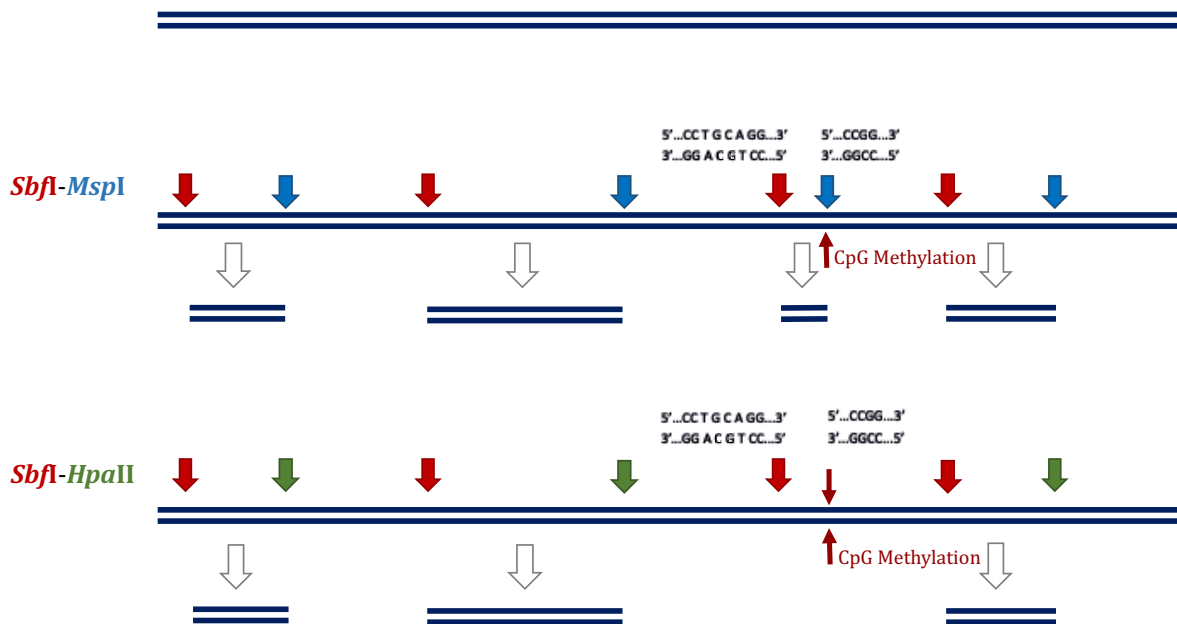 5’...CCTGCAGG...3’ 5’...CCGG...3’
3’...GGACGTCC...5’ 3’...GGCC...5’
SbfI-MspI
CpG Methylation
5’...CCTGCAGG...3’ 5’...CCGG...3’
3’...GGACGTCC...5’ 3’...GGCC...5’
SbfI-HpaII
CpG Methylation